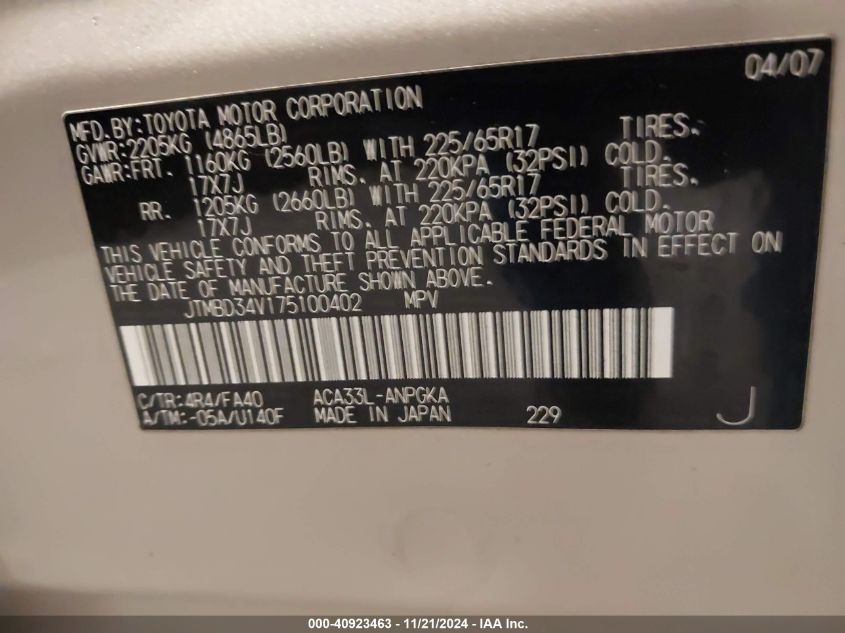 04/07
MFD.BY:TOYOTA MOTOR CORPORATION
GVWR:2205KG (4865LB)
GAWR:FRT. 1160KG (2560LB) WITH 225/65R17 TIRES.
17X7J RIMS. AT 220KPA (32PSI) COLD.
RR. 1205KG (2660LB) WITH 225/65R17 TIRES.
17X7J RIMS. AT 220KPA (32PSI) COLD.
THIS VEHICLE CONFORMS TO ALL APPLICABLE FEDERAL MOTOR
VEHICLE SAFETY AND THEFT PREVENTION STANDARDS IN EFFECT ON
THE DATE OF MANUFACTURE SHOWN ABOVE.
JTMBD34V175100402 MPV
C/TR:4R4/FA40 ACA33L-ANPGKA
A/TM:-05A/U140F MADE IN JAPAN 229 J
000-40923463 - 11/21/2024 - IAA Inc.